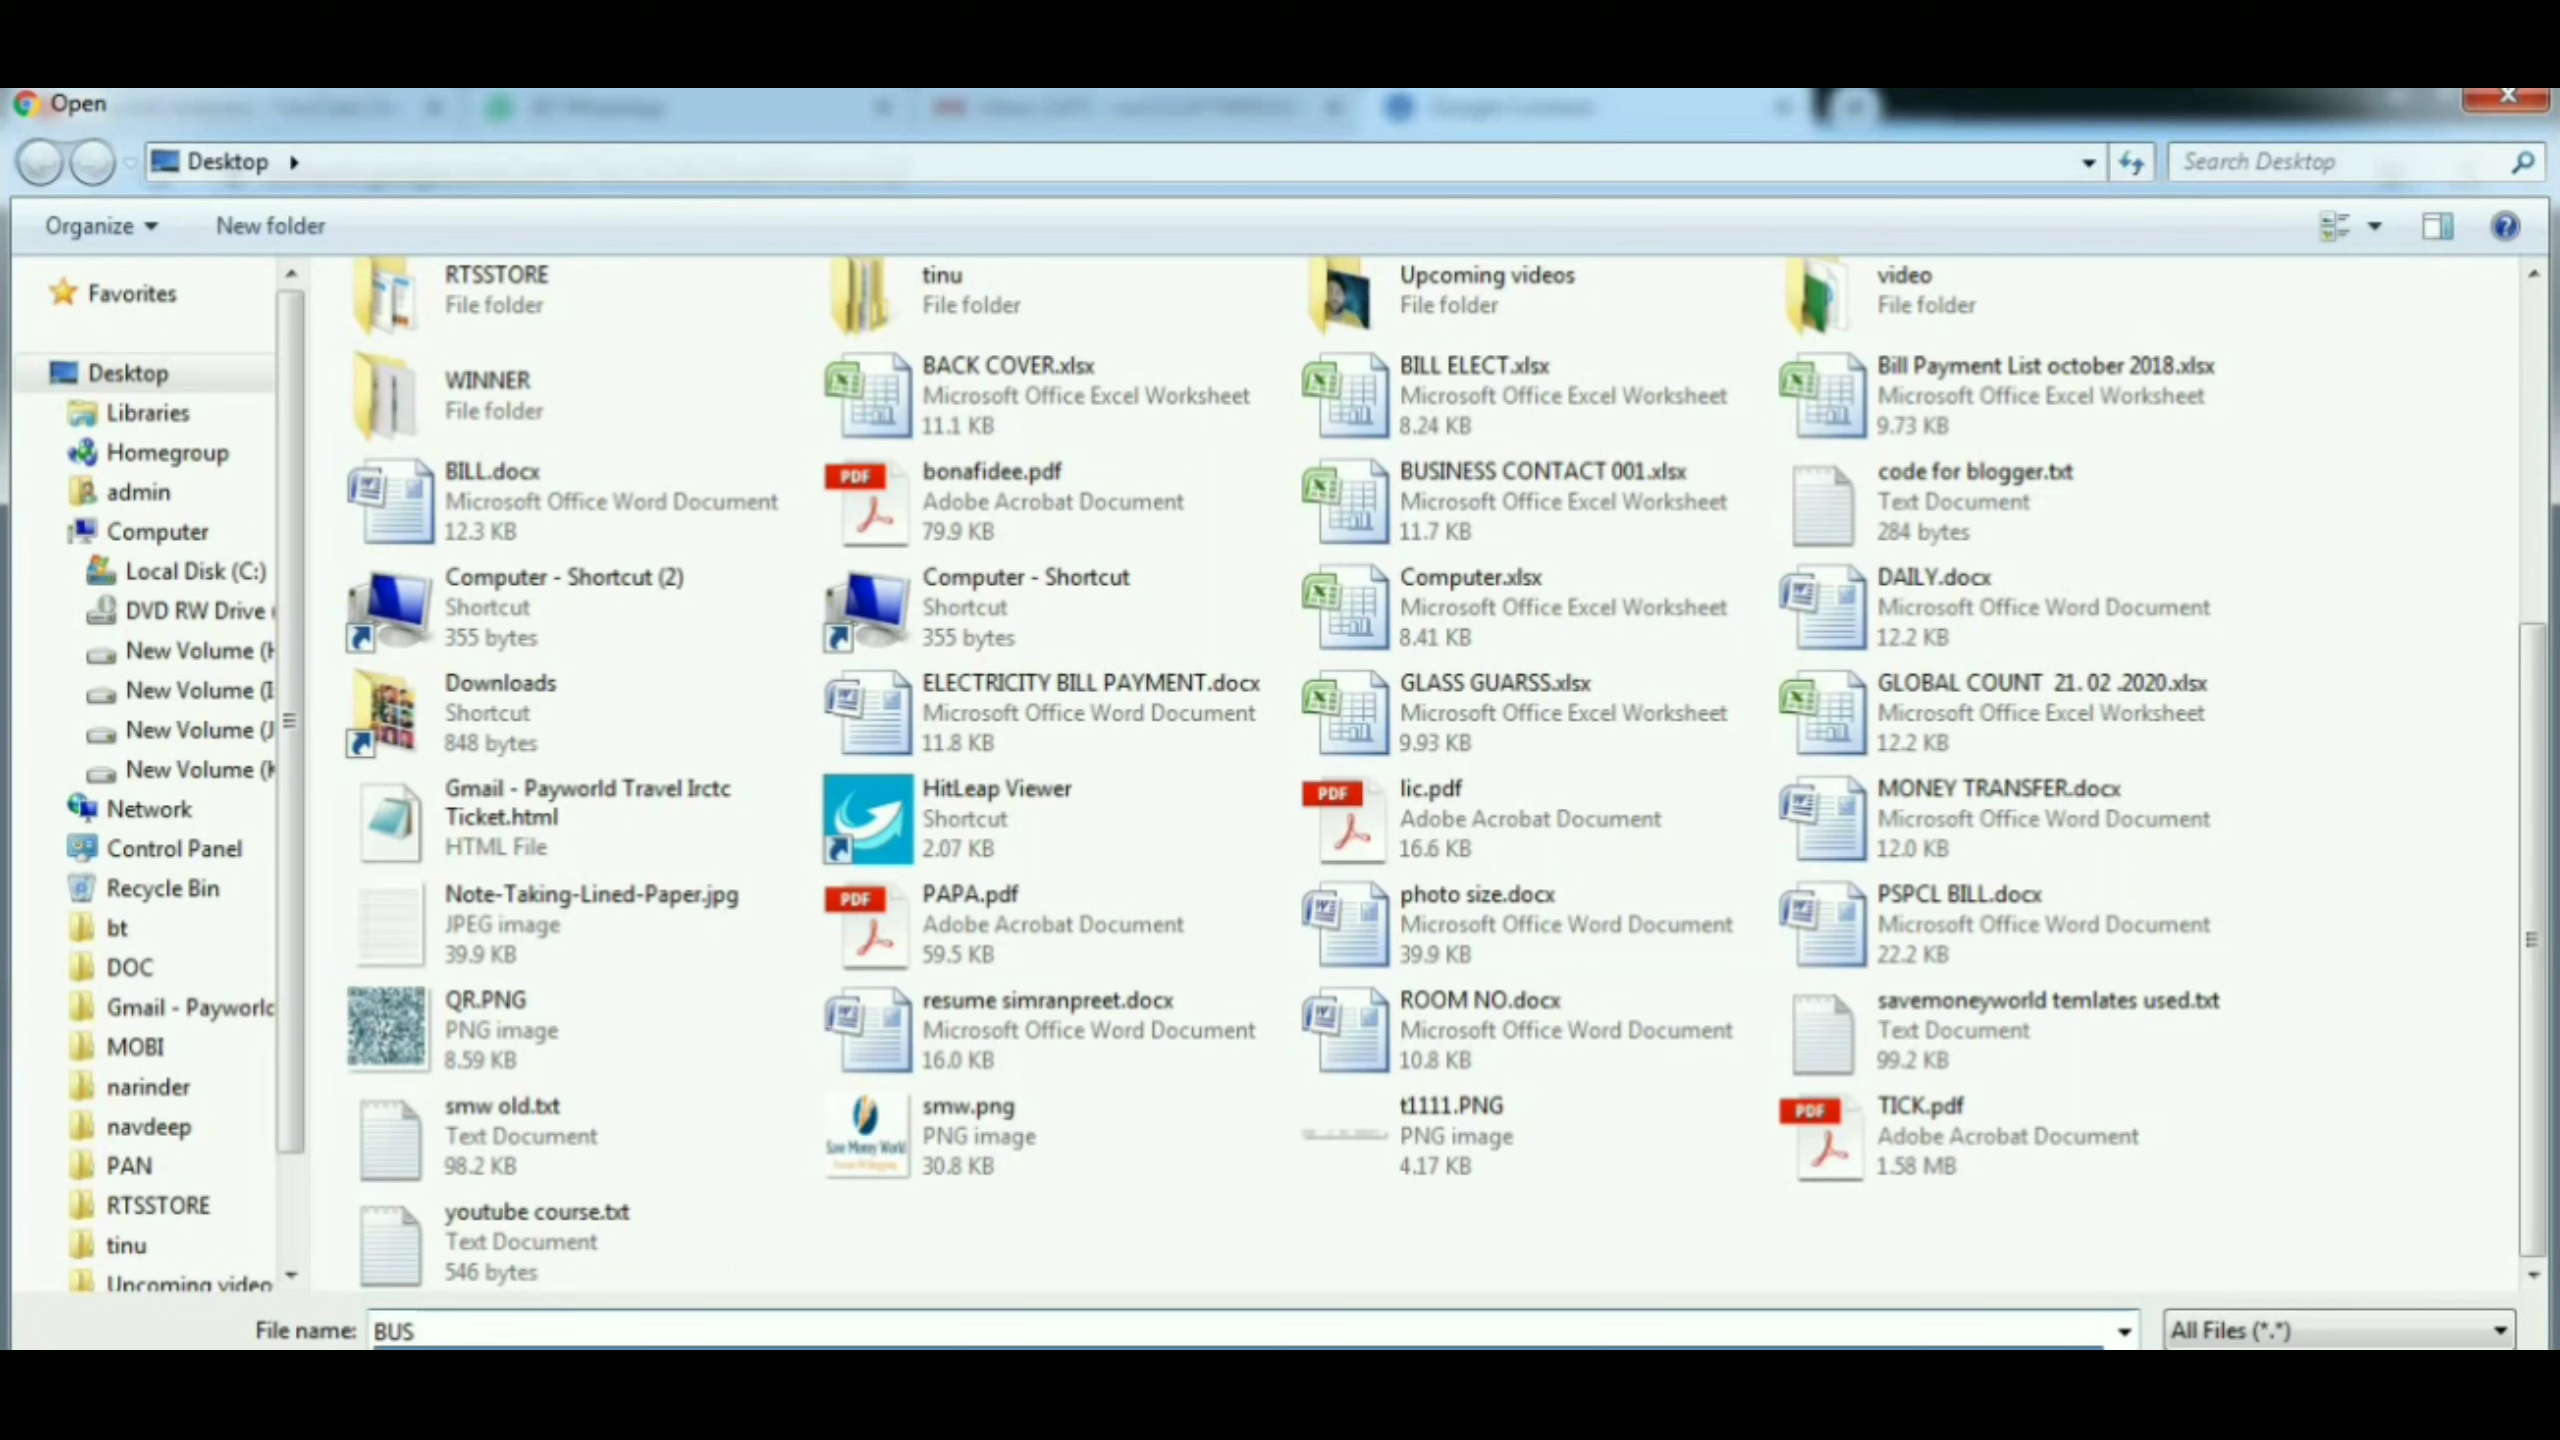 Open
Desktop
Search Desktop
Organize
New folder
Favorites
Desktop
Libraries
Homegroup
admin
Computer
Local Disk (C:)
DVD RW Drive (
New Volume (H
New Volume (I
New Volume (J
New Volume (K
Network
Control Panel
Recycle Bin
bt
DOC
Gmail - Payworld
MOBI
narinder
navdeep
PAN
RTSSTORE
tinu
Upcoming video
RTSSTORE
File folder
tinu
File folder
Upcoming videos
File folder
video
File folder
WINNER
File folder
BACK COVER.xlsx
Microsoft Office Excel Worksheet
11.1 KB
BILL ELECT.xlsx
Microsoft Office Excel Worksheet
8.24 KB
Bill Payment List october 2018.xlsx
Microsoft Office Excel Worksheet
9.73 KB
BILL.docx
Microsoft Office Word Document
12.3 KB
PDF
bonafidee.pdf
Adobe Acrobat Document
79.9 KB
BUSINESS CONTACT 001.xlsx
Microsoft Office Excel Worksheet
11.7 KB
code for blogger.txt
Text Document
284 bytes
Computer - Shortcut (2)
Shortcut
355 bytes
Computer - Shortcut
Shortcut
355 bytes
Computer.xlsx
Microsoft Office Excel Worksheet
8.41 KB
DAILY.docx
Microsoft Office Word Document
12.2 KB
Downloads
Shortcut
848 bytes
ELECTRICITY BILL PAYMENT.docx
Microsoft Office Word Document
11.8 KB
GLASS GUARSS.xlsx
Microsoft Office Excel Worksheet
9.93 KB
GLOBAL COUNT 21. 02 .2020.xlsx
Microsoft Office Excel Worksheet
12.2 KB
Gmail - Payworld Travel Irctc
Ticket.html
HTML File
HitLeap Viewer
Shortcut
2.07 KB
PDF
lic.pdf
Adobe Acrobat Document
16.6 KB
MONEY TRANSFER.docx
Microsoft Office Word Document
12.0 KB
Note-Taking-Lined-Paper.jpg
JPEG image
39.9 KB
PDF
PAPA.pdf
Adobe Acrobat Document
59.5 KB
photo size.docx
Microsoft Office Word Document
39.9 KB
PSPCL BILL.docx
Microsoft Office Word Document
22.2 KB
QR.PNG
PNG image
8.59 KB
resume simranpreet.docx
Microsoft Office Word Document
16.0 KB
ROOM NO.docx
Microsoft Office Word Document
10.8 KB
savemoneyworld temlates used.txt
Text Document
99.2 KB
smw old.txt
Text Document
98.2 KB
Save Money World
smw.png
PNG image
30.8 KB
t1111.PNG
PNG image
4.17 KB
PDF
TICK.pdf
Adobe Acrobat Document
1.58 MB
youtube course.txt
Text Document
546 bytes
File name: BUS
All Files (*.*)